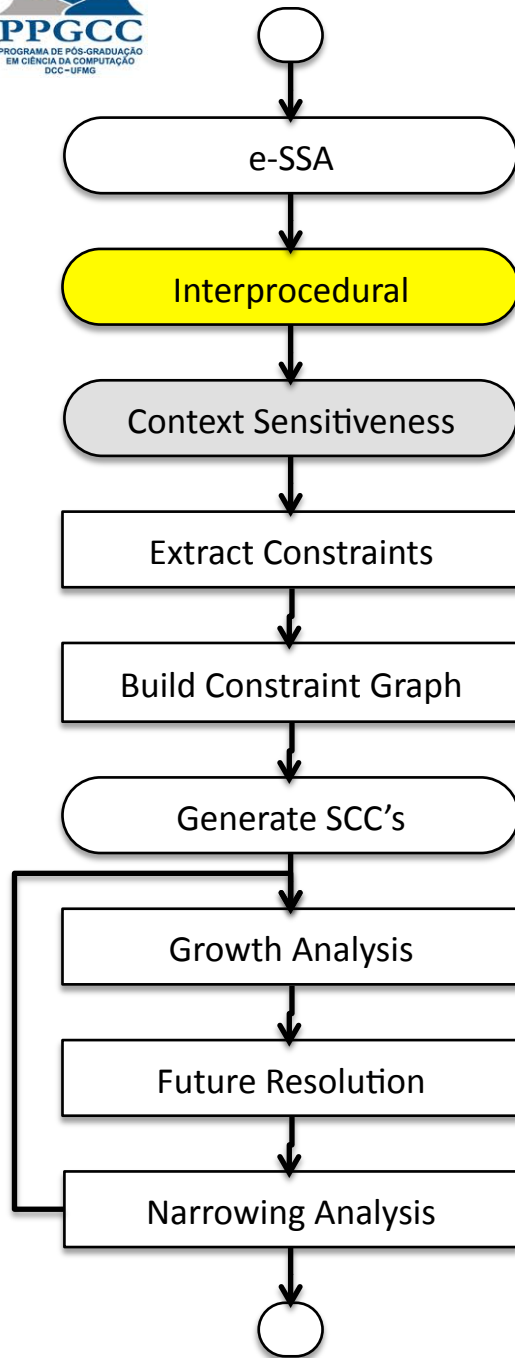 PPGCC
PROGRAMA DE PÓS-GRADUAÇÃO
EM CIÊNCIA DA COMPUTAÇÃO
DCC-UFMG
e-SSA
Interprocedural
Context Sensitiveness
Extract Constraints
Build Constraint Graph
Generate SCC’s
Growth Analysis
Future Resolution
Narrowing Analysis